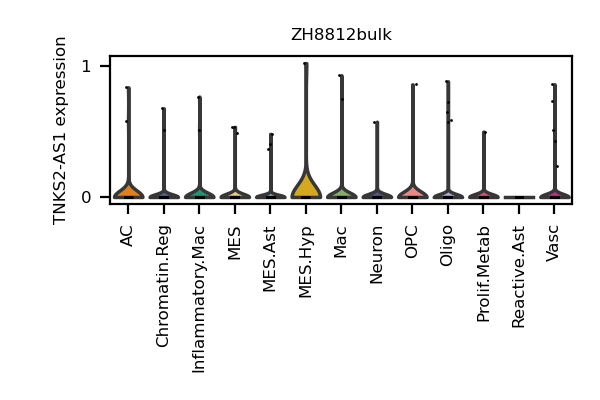 ZH8812bulk
TNKS2-AS1 expression
1
0
AC
Chromatin.Reg
Inflammatory.Mac
MES
MES.Ast
MES.Hyp
Mac
Neuron
OPC
Oligo
Prolif.Metab
Reactive.Ast
Vasc